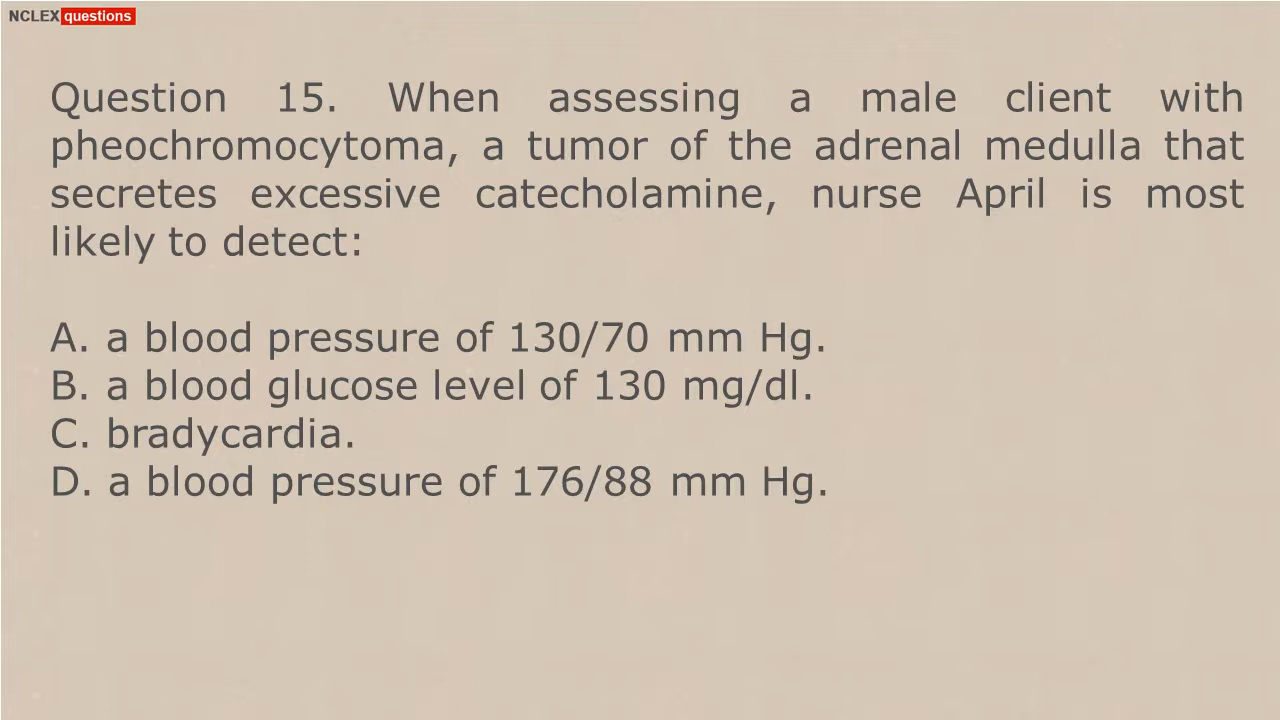 NCLEX questions
Question 15. When assessing a male client with
pheochromocytoma, a tumor of the adrenal medulla that
secretes excessive catecholamine, nurse April is most
likely to detect:
A. a blood pressure of 130/70 mm Hg.
B. a blood glucose level of 130 mg/dl.
C. bradycardia.
D. a blood pressure of 176/88 mm Hg.